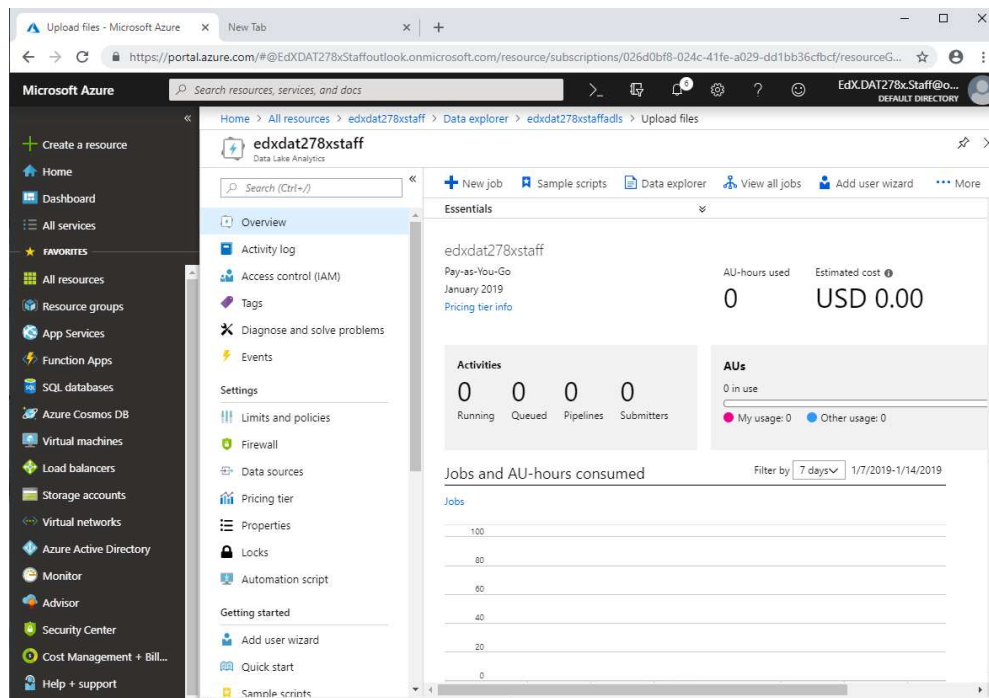 Upload files - Microsoft Azure
New Tab
https://portal.azure.com/#@EdXDAT278xStaffoutlook.onmicrosoft.com/resource/subscriptions/026d0bf8-024c-41fe-a029-dd1bb36cfbcf/resourceG...
Microsoft Azure
Search resources, services, and docs
6
EdX.DAT278x.Staff@o...
DEFAULT DIRECTORY
Create a resource
Home
Dashboard
All services
FAVORITES
All resources
Resource groups
App Services
Function Apps
SQL databases
Azure Cosmos DB
Virtual machines
Load balancers
Storage accounts
Virtual networks
Azure Active Directory
Monitor
Advisor
Security Center
Cost Management + Bill...
Help + support
Home > All resources > edxdat278xstaff > Data explorer > edxdat278xstaffadls > Upload files
edxdat278xstaff
Data Lake Analytics
Search (Ctrl+/)
Overview
Activity log
Access control (IAM)
Tags
Diagnose and solve problems
Events
Settings
Limits and policies
Firewall
Data sources
Pricing tier
Properties
Locks
Automation script
Getting started
Add user wizard
Quick start
Sample scripts
New job Sample scripts Data explorer View all jobs Add user wizard More
Essentials
edxdat278xstaff
Pay-as-You-Go
January 2019
Pricing tier info
AU-hours used
0
Estimated cost
USD 0.00
Activities
0 0 0 0
Running Queued Pipelines Submitters
AUs
0 in use
My usage: 0 Other usage: 0
Jobs and AU-hours consumed
Filter by 7 days 1/7/2019-1/14/2019
Jobs
100
80
60
40
20
0